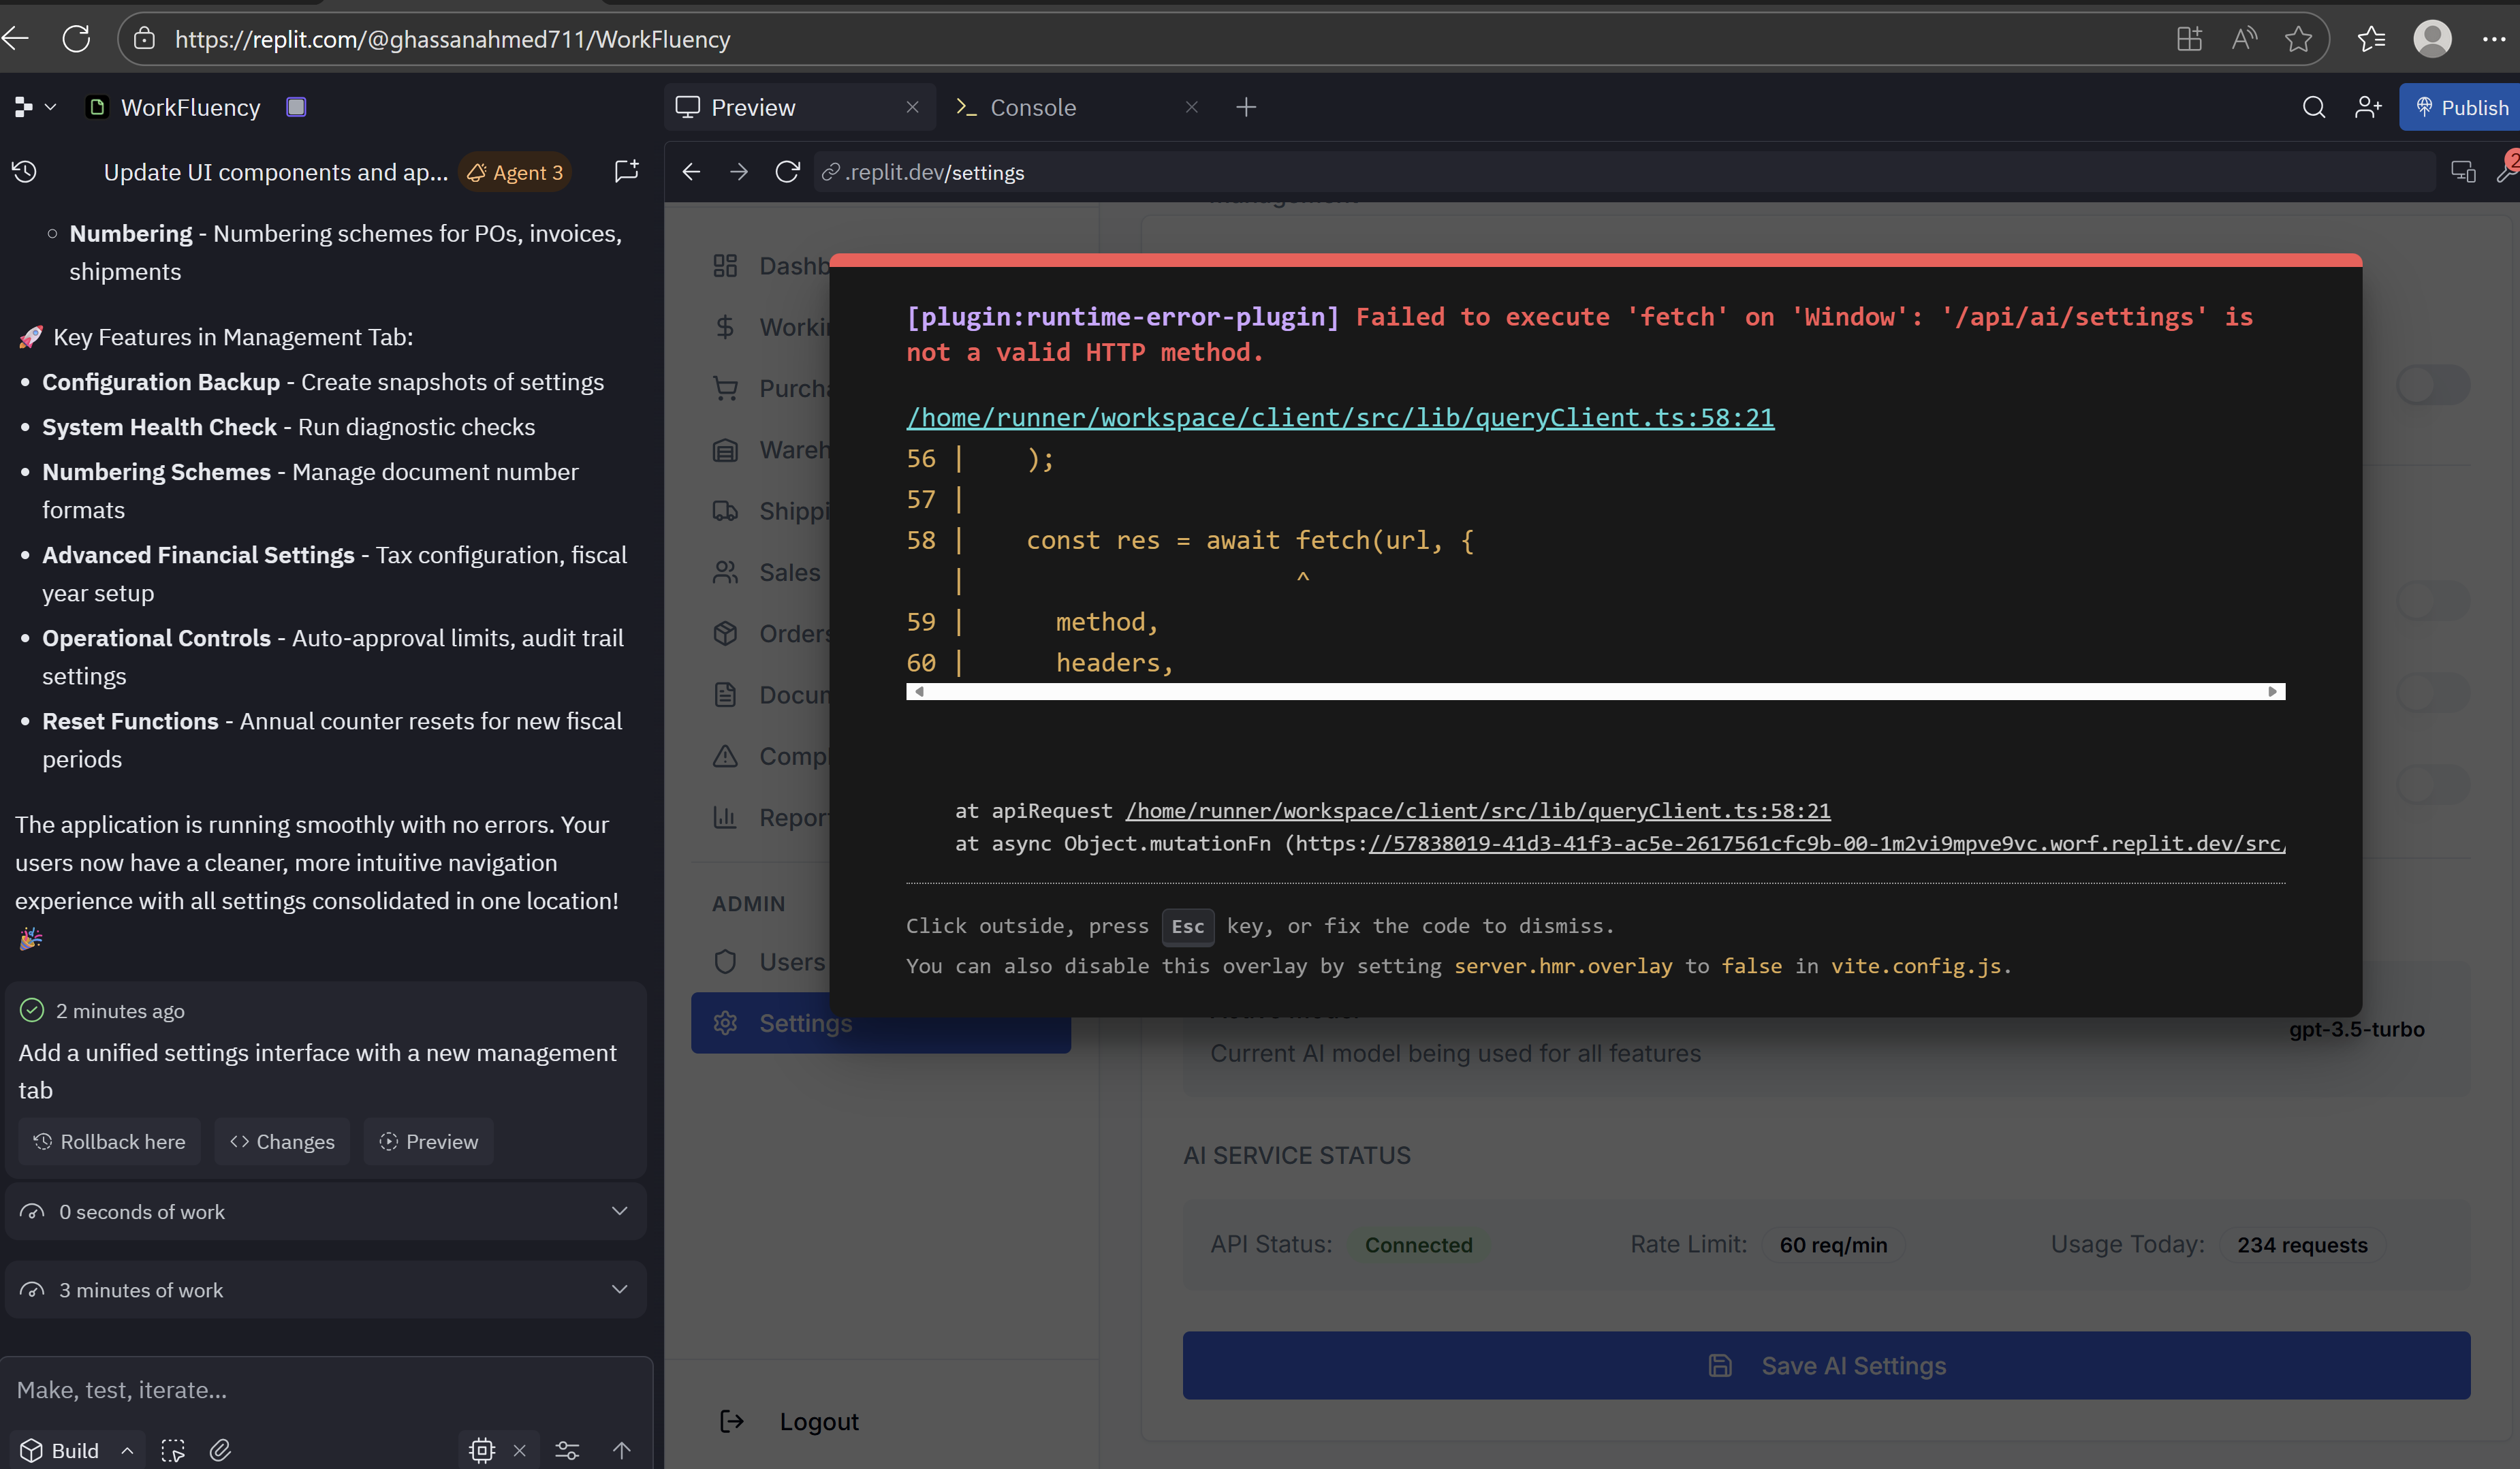 https://replit.com/@ghassanahmed711/WorkFluency
WorkFluency
Preview
Console
Publish
Update UI components and ap...
Agent 3
.replit.dev/settings
2
Numbering - Numbering schemes for POs, invoices,
shipments
🚀 Key Features in Management Tab:
Configuration Backup - Create snapshots of settings
System Health Check - Run diagnostic checks
Numbering Schemes - Manage document number
formats
Advanced Financial Settings - Tax configuration, fiscal
year setup
Operational Controls - Auto-approval limits, audit trail
settings
Reset Functions - Annual counter resets for new fiscal
periods
The application is running smoothly with no errors. Your
users now have a cleaner, more intuitive navigation
experience with all settings consolidated in one location!
🎉
2 minutes ago
Add a unified settings interface with a new management
tab
Rollback here
Changes
Preview
0 seconds of work
3 minutes of work
Make, test, iterate...
Build
Dashb
Workin
Purcha
Wareh
Shippi
Sales
Orders
Docum
Compl
Report
ADMIN
Users
Settings
Logout
[plugin:runtime-error-plugin] Failed to execute 'fetch' on 'Window': '/api/ai/settings' is
not a valid HTTP method.
/home/runner/workspace/client/src/lib/queryClient.ts:58:21
56 | );
57 |
58 | const res = await fetch(url, {
| ^
59 | method,
60 | headers,
at apiRequest /home/runner/workspace/client/src/lib/queryClient.ts:58:21
at async Object.mutationFn (https://57838019-41d3-41f3-ac5e-2617561cfc9b-00-1m2vi9mpve9vc.worf.replit.dev/src/
Click outside, press Esc key, or fix the code to dismiss.
You can also disable this overlay by setting server.hmr.overlay to false in vite.config.js.
gpt-3.5-turbo
Current AI model being used for all features
AI SERVICE STATUS
API Status: Connected
Rate Limit: 60 req/min
Usage Today: 234 requests
Save AI Settings